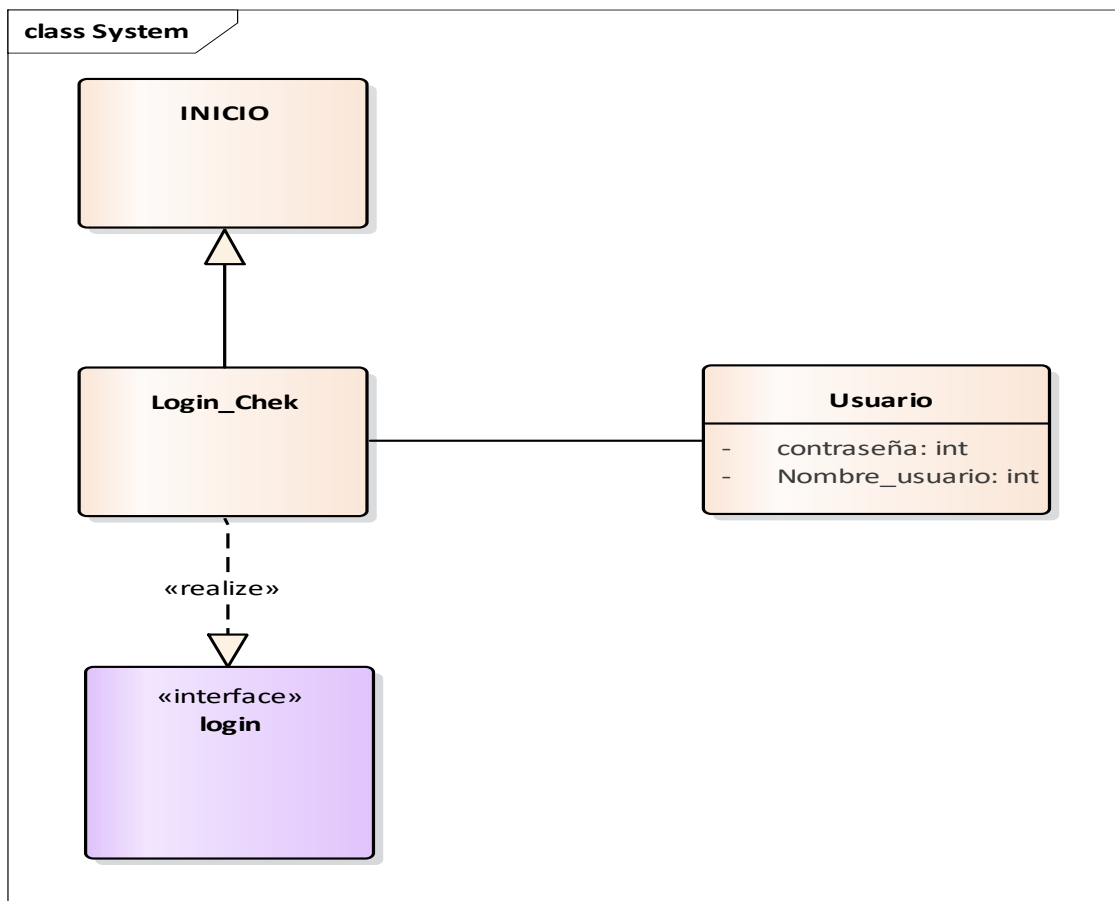 class System
INICIO
Login_Chek
Usuario
- contraseña: int
- Nombre_usuario: int
«realize»
«interface»
login